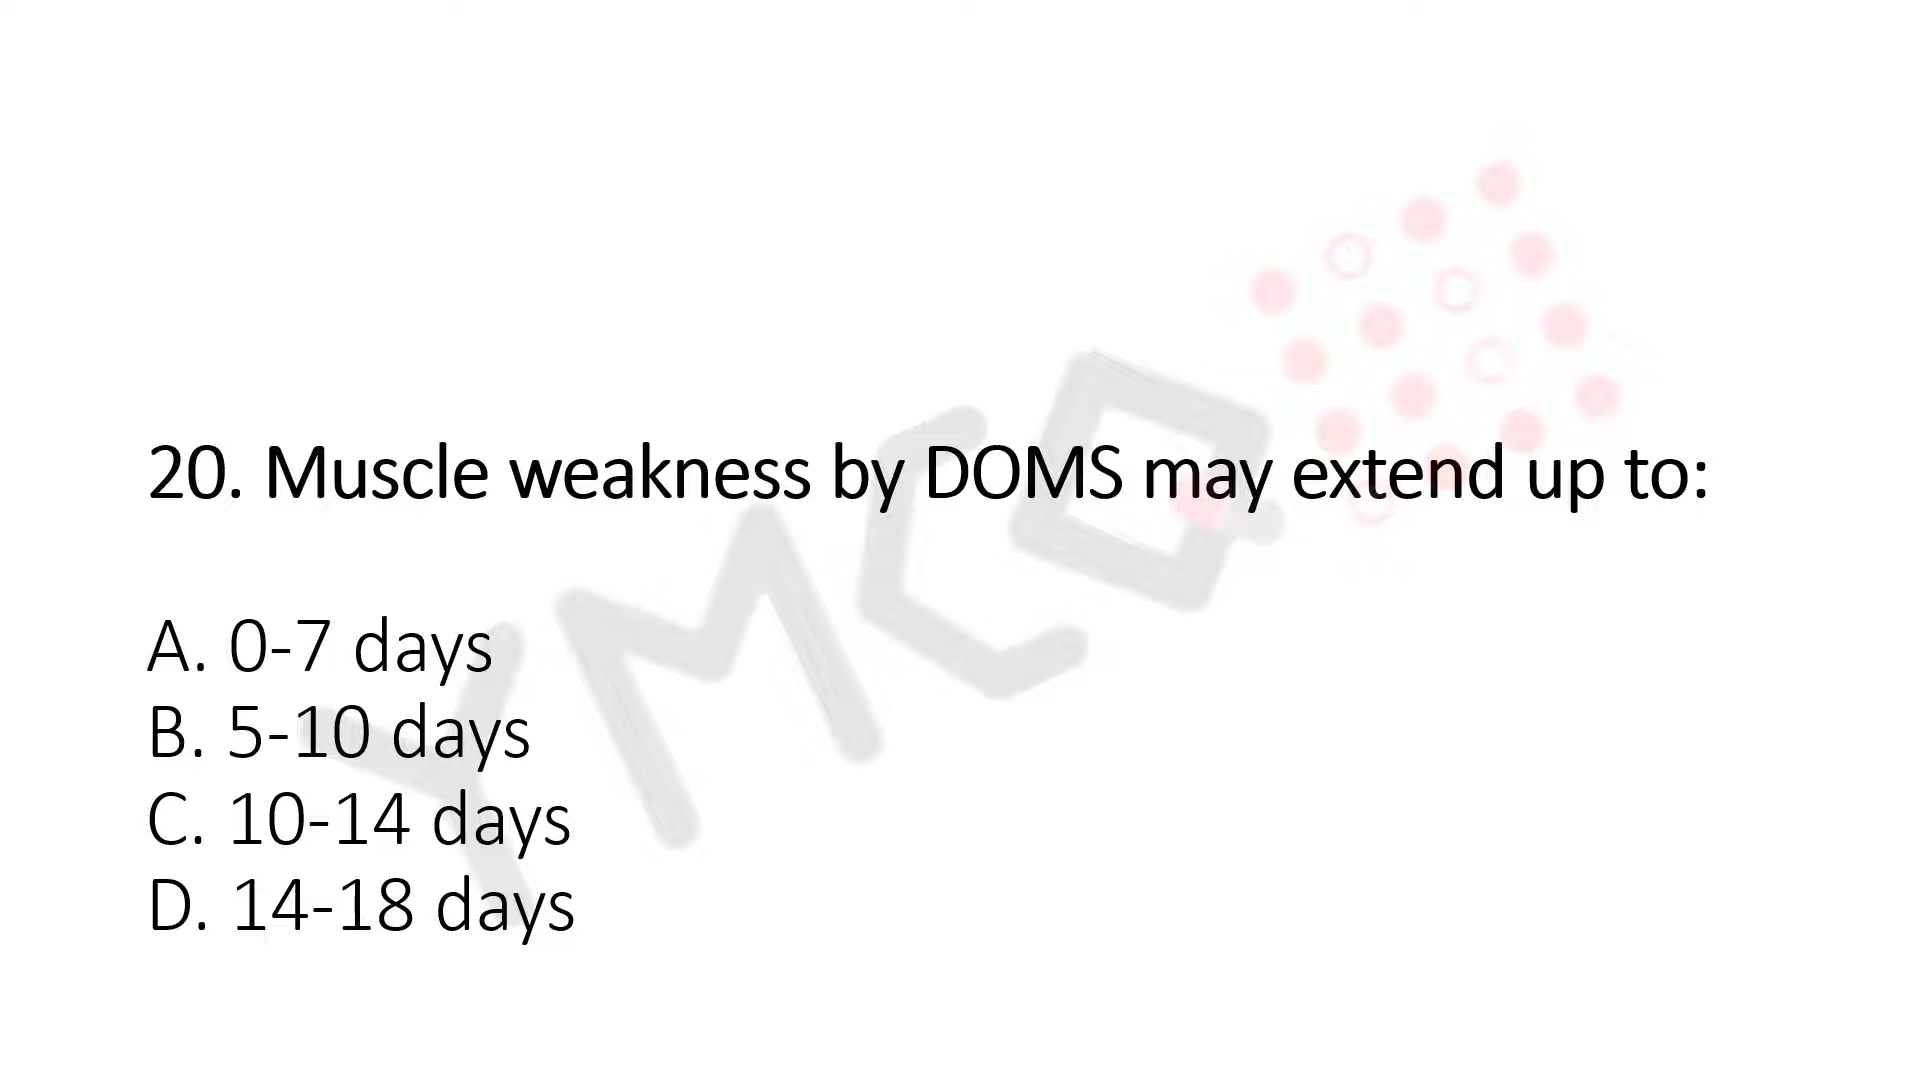 20. Muscle weakness by DOMS may extend up to:
A. 0-7 days
B. 5-10 days
C. 10-14 days
D. 14-18 days
YMCQ